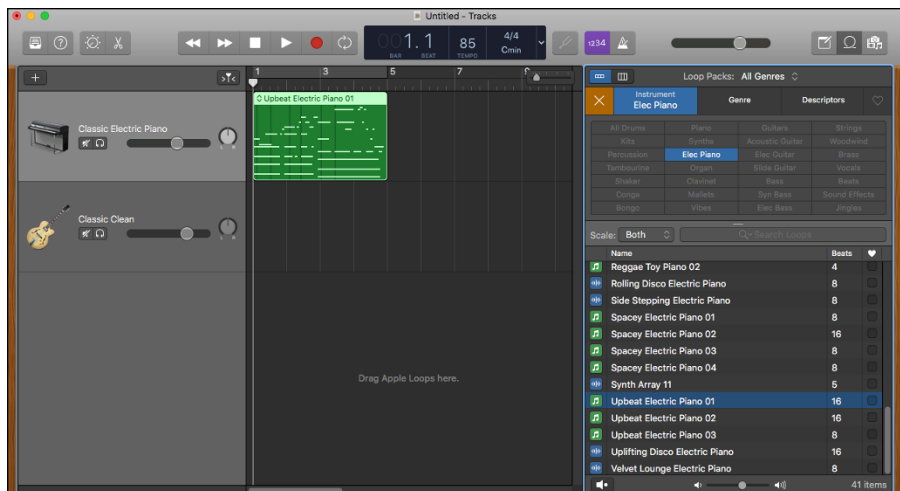 Untitled - Tracks
001. 1
BAR BEAT
85
TEMPO
4/4
Cmin
1234
1 3 5 7 9
Loop Packs: All Genres
Upbeat Electric Piano 01
Classic Electric Piano
Classic Clean
Drag Apple Loops here.
Instrument
Elec Piano
Genre
Descriptors
All Drums Piano Guitars Strings
Kits Synths Acoustic Guitar Woodwind
Percussion Elec Piano Elec Guitar Brass
Tambourine Organ Slide Guitar Vocals
Shaker Clavinet Bass Beats
Conga Mallets Syn Bass Sound Effects
Bongo Vibes Elec Bass Jingles
Scale: Both
Search Loops
Name Beats
Reggae Toy Piano 02 4
Rolling Disco Electric Piano 8
Side Stepping Electric Piano 8
Spacey Electric Piano 01 8
Spacey Electric Piano 02 16
Spacey Electric Piano 03 8
Spacey Electric Piano 04 8
Synth Array 11 5
Upbeat Electric Piano 01 16
Upbeat Electric Piano 02 16
Upbeat Electric Piano 03 8
Uplifting Disco Electric Piano 16
Velvet Lounge Electric Piano 8
41 items